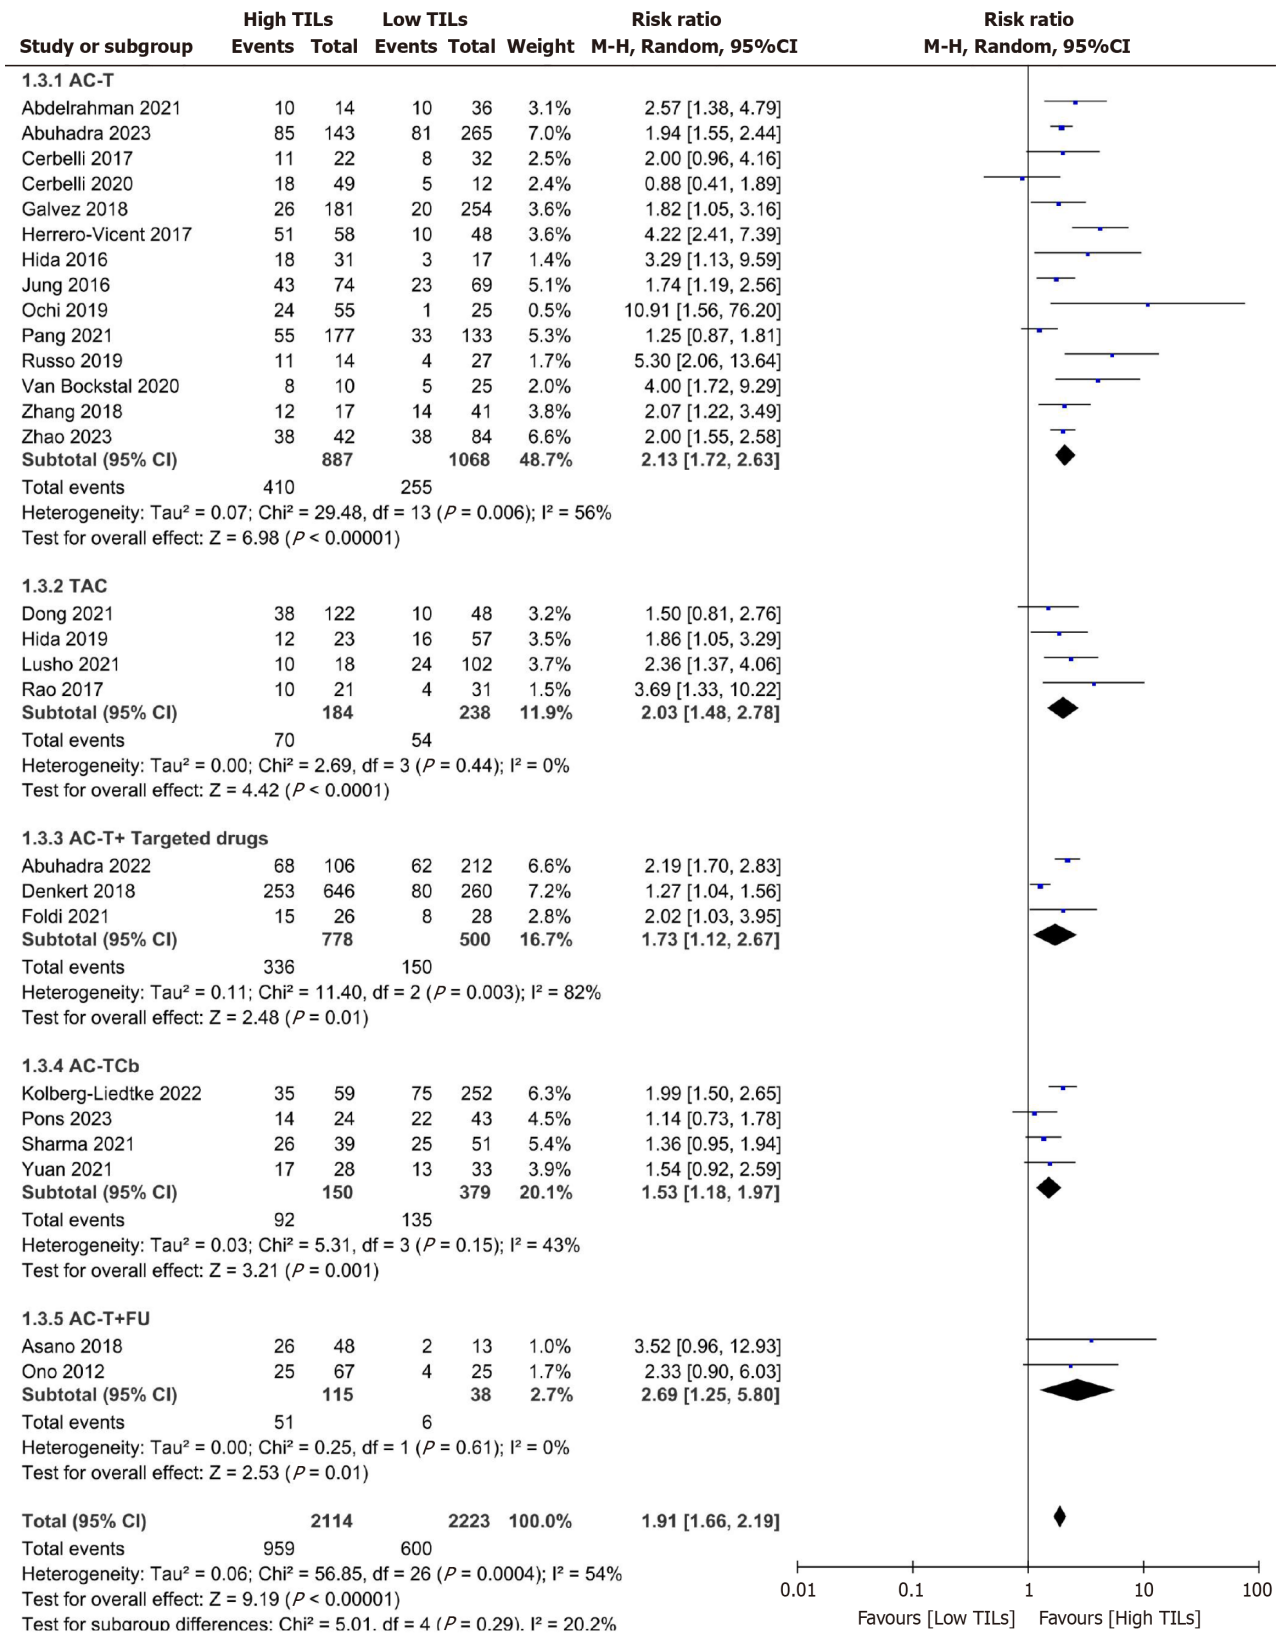 High TILs Low TILs Risk ratio Risk ratio
Study or subgroup Events Total Events Total Weight M-H, Random, 95%CI M-H, Random, 95%CI
1.3.1 AC-T
Abdelrahman 2021 10 14 10 36 3.1% 2.57 [1.38, 4.79]
Abuhadra 2023 85 143 81 265 7.0% 1.94 [1.55, 2.44]
Cerbelli 2017 11 22 8 32 2.5% 2.00 [0.96, 4.16]
Cerbelli 2020 18 49 5 12 2.4% 0.88 [0.41, 1.89]
Galvez 2018 26 181 20 254 3.6% 1.82 [1.05, 3.16]
Herrero-Vicent 2017 51 58 10 48 3.6% 4.22 [2.41, 7.39]
Hida 2016 18 31 3 17 1.4% 3.29 [1.13, 9.59]
Jung 2016 43 74 23 69 5.1% 1.74 [1.19, 2.56]
Ochi 2019 24 55 1 25 0.5% 10.91 [1.56, 76.20]
Pang 2021 55 177 33 133 5.3% 1.25 [0.87, 1.81]
Russo 2019 11 14 4 27 1.7% 5.30 [2.06, 13.64]
Van Bockstal 2020 8 10 5 25 2.0% 4.00 [1.72, 9.29]
Zhang 2018 12 17 14 41 3.8% 2.07 [1.22, 3.49]
Zhao 2023 38 42 38 84 6.6% 2.00 [1.55, 2.58]
Subtotal (95% CI) 887 1068 48.7% 2.13 [1.72, 2.63]
Total events 410 255
Heterogeneity: Tau² = 0.07; Chi² = 29.48, df = 13 (P = 0.006); I² = 56%
Test for overall effect: Z = 6.98 (P < 0.00001)
1.3.2 TAC
Dong 2021 38 122 10 48 3.2% 1.50 [0.81, 2.76]
Hida 2019 12 23 16 57 3.5% 1.86 [1.05, 3.29]
Lusho 2021 10 18 24 102 3.7% 2.36 [1.37, 4.06]
Rao 2017 10 21 4 31 1.5% 3.69 [1.33, 10.22]
Subtotal (95% CI) 184 238 11.9% 2.03 [1.48, 2.78]
Total events 70 54
Heterogeneity: Tau² = 0.00; Chi² = 2.69, df = 3 (P = 0.44); I² = 0%
Test for overall effect: Z = 4.42 (P < 0.0001)
1.3.3 AC-T+ Targeted drugs
Abuhadra 2022 68 106 62 212 6.6% 2.19 [1.70, 2.83]
Denkert 2018 253 646 80 260 7.2% 1.27 [1.04, 1.56]
Foldi 2021 15 26 8 28 2.8% 2.02 [1.03, 3.95]
Subtotal (95% CI) 778 500 16.7% 1.73 [1.12, 2.67]
Total events 336 150
Heterogeneity: Tau² = 0.11; Chi² = 11.40, df = 2 (P = 0.003); I² = 82%
Test for overall effect: Z = 2.48 (P = 0.01)
1.3.4 AC-TCb
Kolberg-Liedtke 2022 35 59 75 252 6.3% 1.99 [1.50, 2.65]
Pons 2023 14 24 22 43 4.5% 1.14 [0.73, 1.78]
Sharma 2021 26 39 25 51 5.4% 1.36 [0.95, 1.94]
Yuan 2021 17 28 13 33 3.9% 1.54 [0.92, 2.59]
Subtotal (95% CI) 150 379 20.1% 1.53 [1.18, 1.97]
Total events 92 135
Heterogeneity: Tau² = 0.03; Chi² = 5.31, df = 3 (P = 0.15); I² = 43%
Test for overall effect: Z = 3.21 (P = 0.001)
1.3.5 AC-T+FU
Asano 2018 26 48 2 13 1.0% 3.52 [0.96, 12.93]
Ono 2012 25 67 4 25 1.7% 2.33 [0.90, 6.03]
Subtotal (95% CI) 115 38 2.7% 2.69 [1.25, 5.80]
Total events 51 6
Heterogeneity: Tau² = 0.00; Chi² = 0.25, df = 1 (P = 0.61); I² = 0%
Test for overall effect: Z = 2.53 (P = 0.01)
Total (95% CI) 2114 2223 100.0% 1.91 [1.66, 2.19]
Total events 959 600
Heterogeneity: Tau² = 0.06; Chi² = 56.85, df = 26 (P = 0.0004); I² = 54%
Test for overall effect: Z = 9.19 (P < 0.00001)
Test for subgroup differences: Chi² = 5.01, df = 4 (P = 0.29), I² = 20.2%
0.01 0.1 1 10 100
Favours [Low TILs] Favours [High TILs]